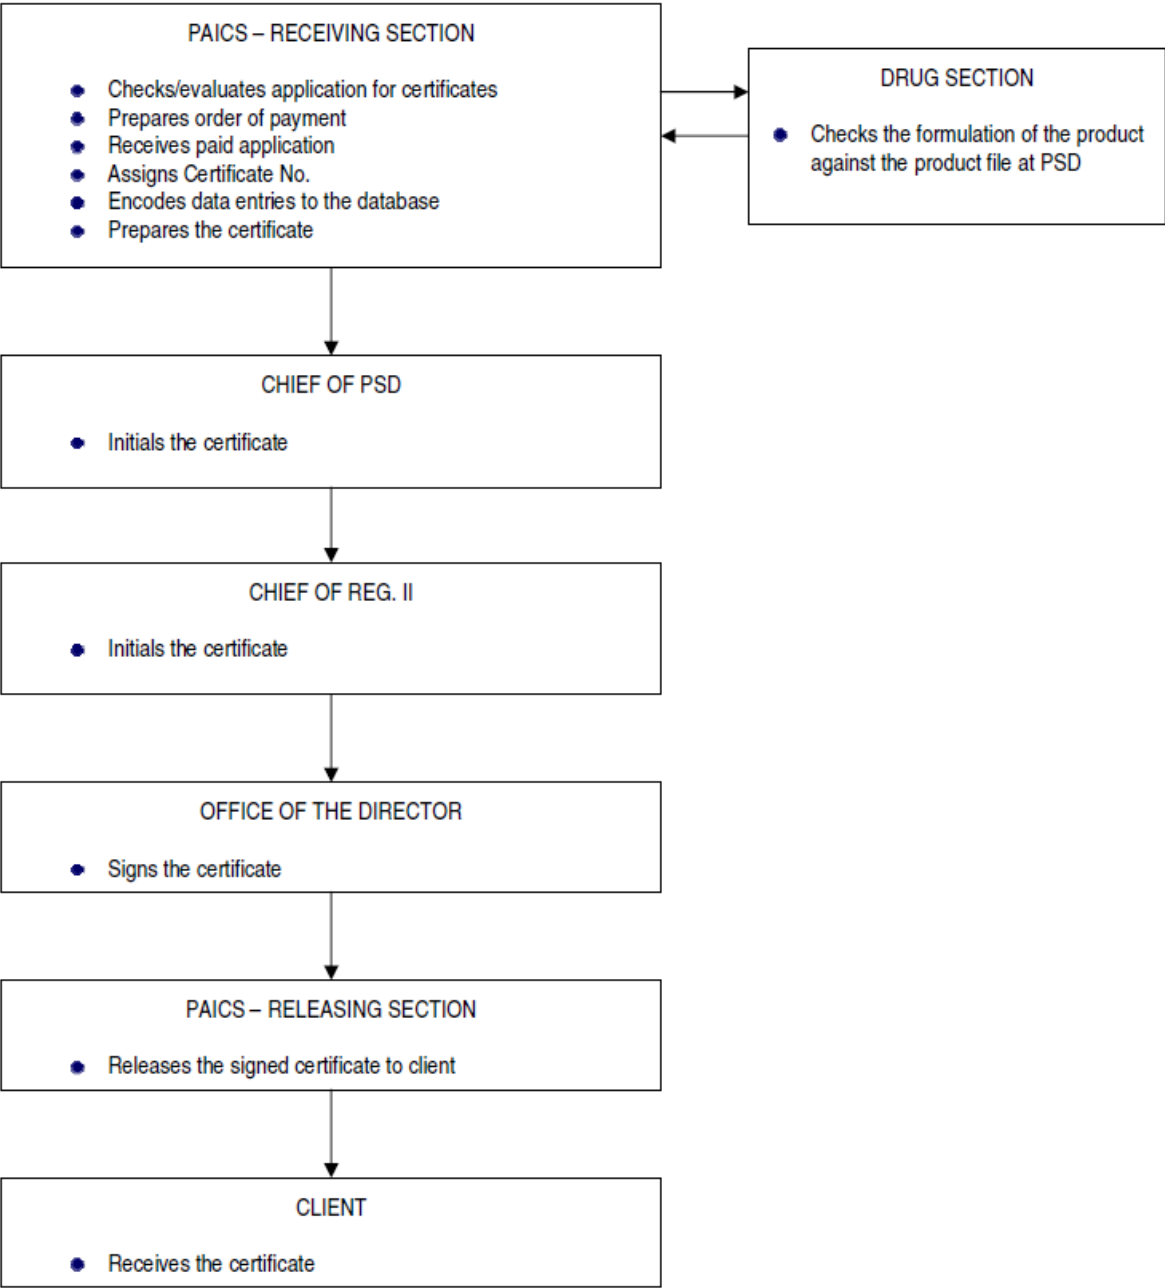 PAICS – RECEIVING SECTION
Checks/evaluates application for certificates
Prepares order of payment
Receives paid application
Assigns Certificate No.
Encodes data entries to the database
Prepares the certificate
DRUG SECTION
Checks the formulation of the product
against the product file at PSD
CHIEF OF PSD
Initials the certificate
CHIEF OF REG. II
Initials the certificate
OFFICE OF THE DIRECTOR
Signs the certificate
PAICS – RELEASING SECTION
Releases the signed certificate to client
CLIENT
Receives the certificate